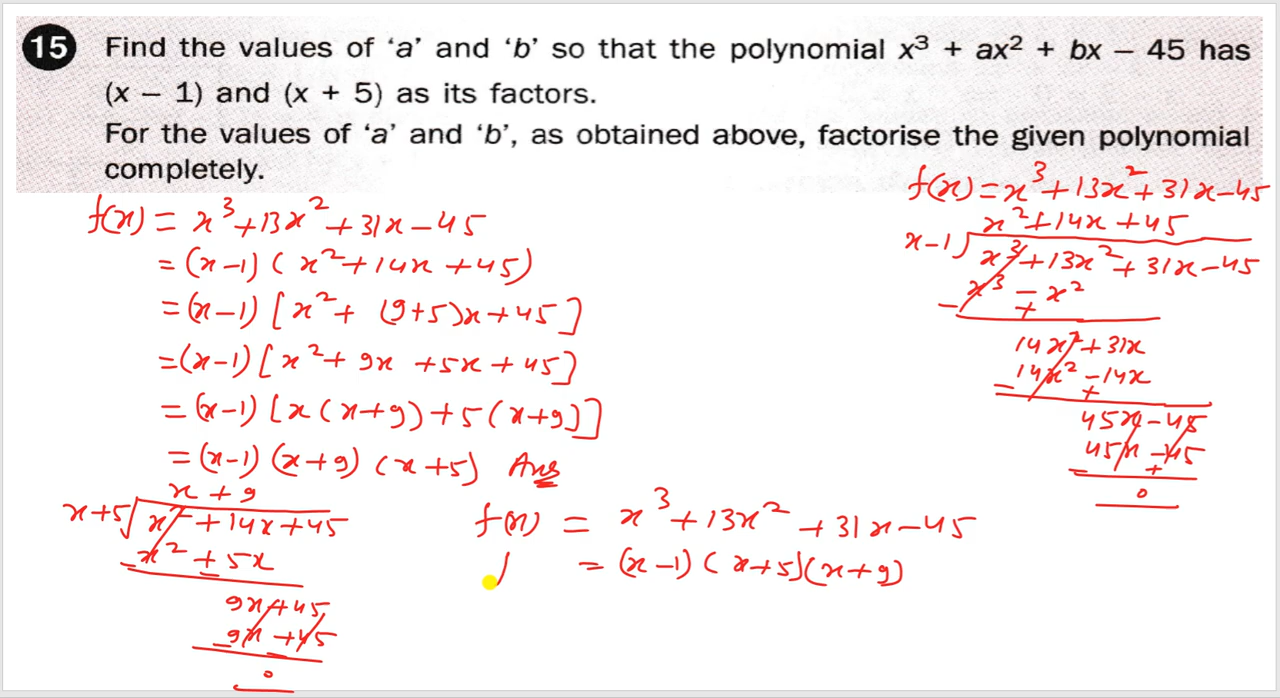 15 Find the values of ‘a’ and ‘b’ so that the polynomial x³ + ax² + bx – 45 has
(x – 1) and (x + 5) as its factors.
For the values of ‘a’ and ‘b’, as obtained above, factorise the given polynomial
completely.
f(x) = x³+13x²+31x-45
= (x-1) ( x²+14x+45)
= (x-1) [ x²+ (9+5)x+45 ]
= (x-1) [ x²+ 9x +5x+45 ]
= (x-1) [ x (x+9) +5 (x+9) ]
= (x-1) (x+9) (x+5) Ans
x +9
x+5) x²+14x+45
- x² + 5x
9x+45
- 9x +45
0
f(x) = x³+13x²+31x-45
= (x-1) ( x+5)(x+9)
f(x) = x³+13x²+31x-45
x²+14x+45
x-1) x³+13x²+31x-45
x³ - x²
- +
14x²+31x
14x²-14x
- +
45x-45
45x-45
- +
0